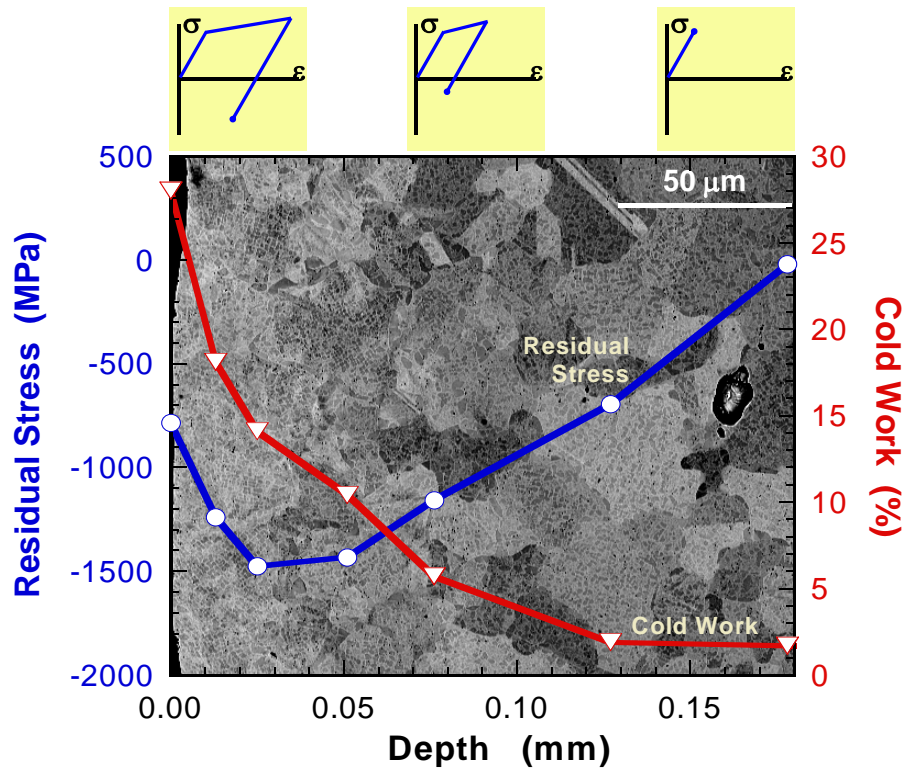 σ
ε
σ
ε
σ
ε
500
0
-500
-1000
-1500
-2000
Residual Stress (MPa)
50 μm
Residual
Stress
Cold Work
30
25
20
15
10
5
0
Cold Work (%)
0.00
0.05
0.10
0.15
Depth (mm)